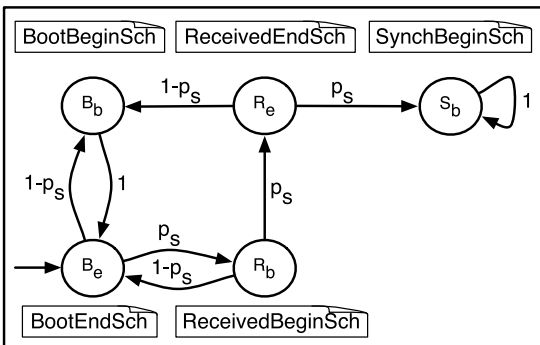 BootBeginSch
ReceivedEndSch
SynchBeginSch
B_b
1-p_s
R_e
p_s
S_b
1
1-p_s
1
p_s
B_e
p_s
1-p_s
R_b
BootEndSch
ReceivedBeginSch